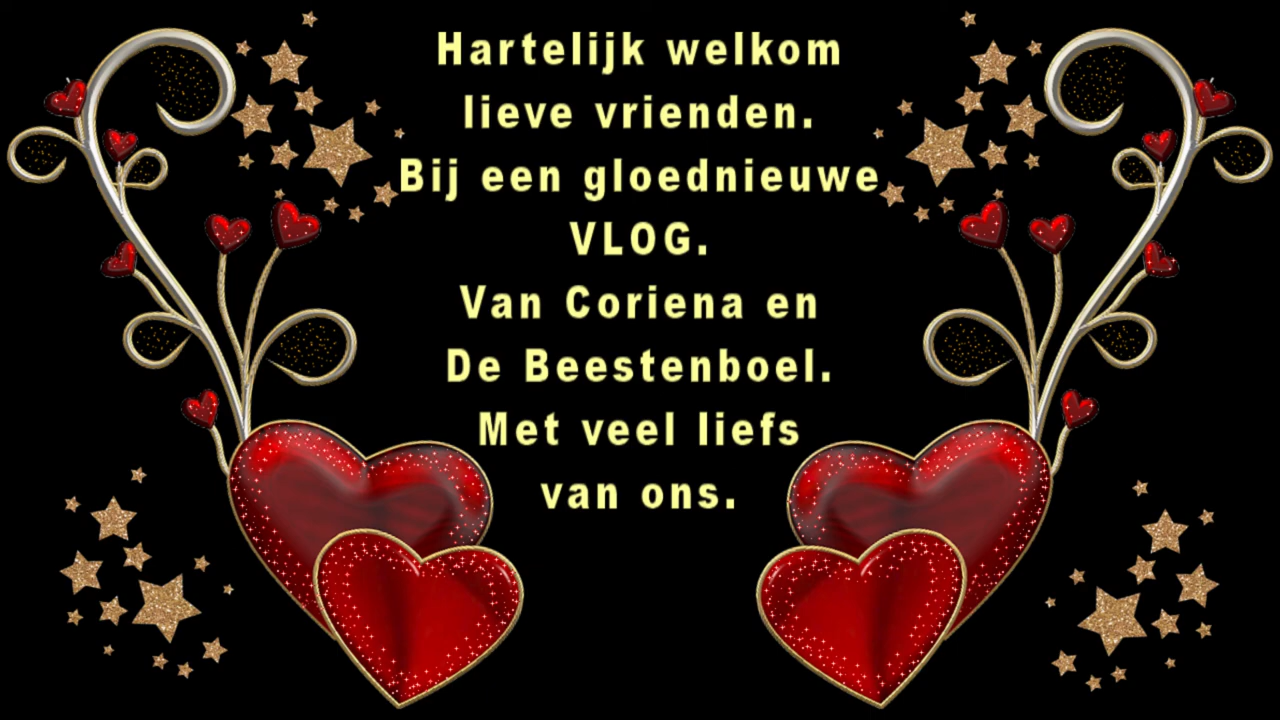 Hartelijk welkom
lieve vrienden.
Bij een gloednieuwe
VLOG.
Van Coriena en
De Beestenboel.
Met veel liefs
van ons.